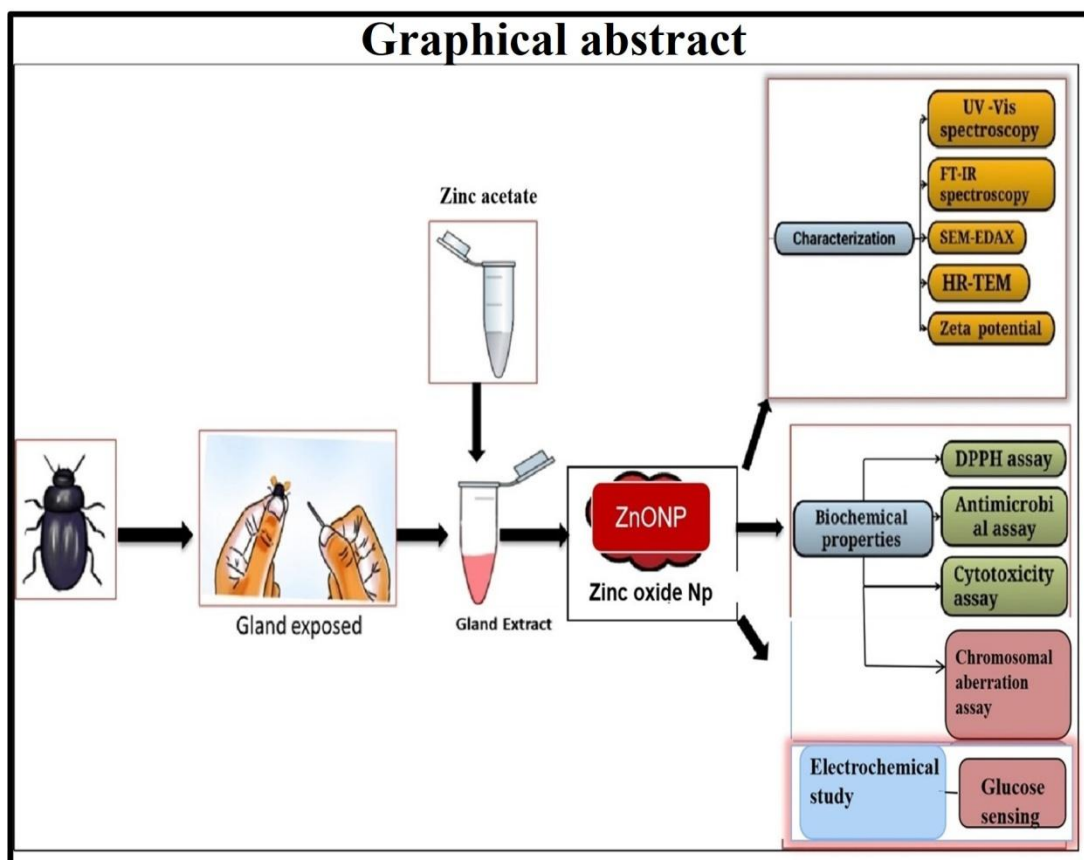 Graphical abstract
Zinc acetate
Gland exposed
Gland Extract
ZnONP
Zinc oxide Np
Characterization
UV -Vis
spectroscopy
FT-IR
spectroscopy
SEM-EDAX
HR-TEM
Zeta potential
Biochemical
properties
DPPH assay
Antimicrobi
al assay
Cytotoxicity
assay
Chromosomal
aberration
assay
Electrochemical
study
Glucose
sensing